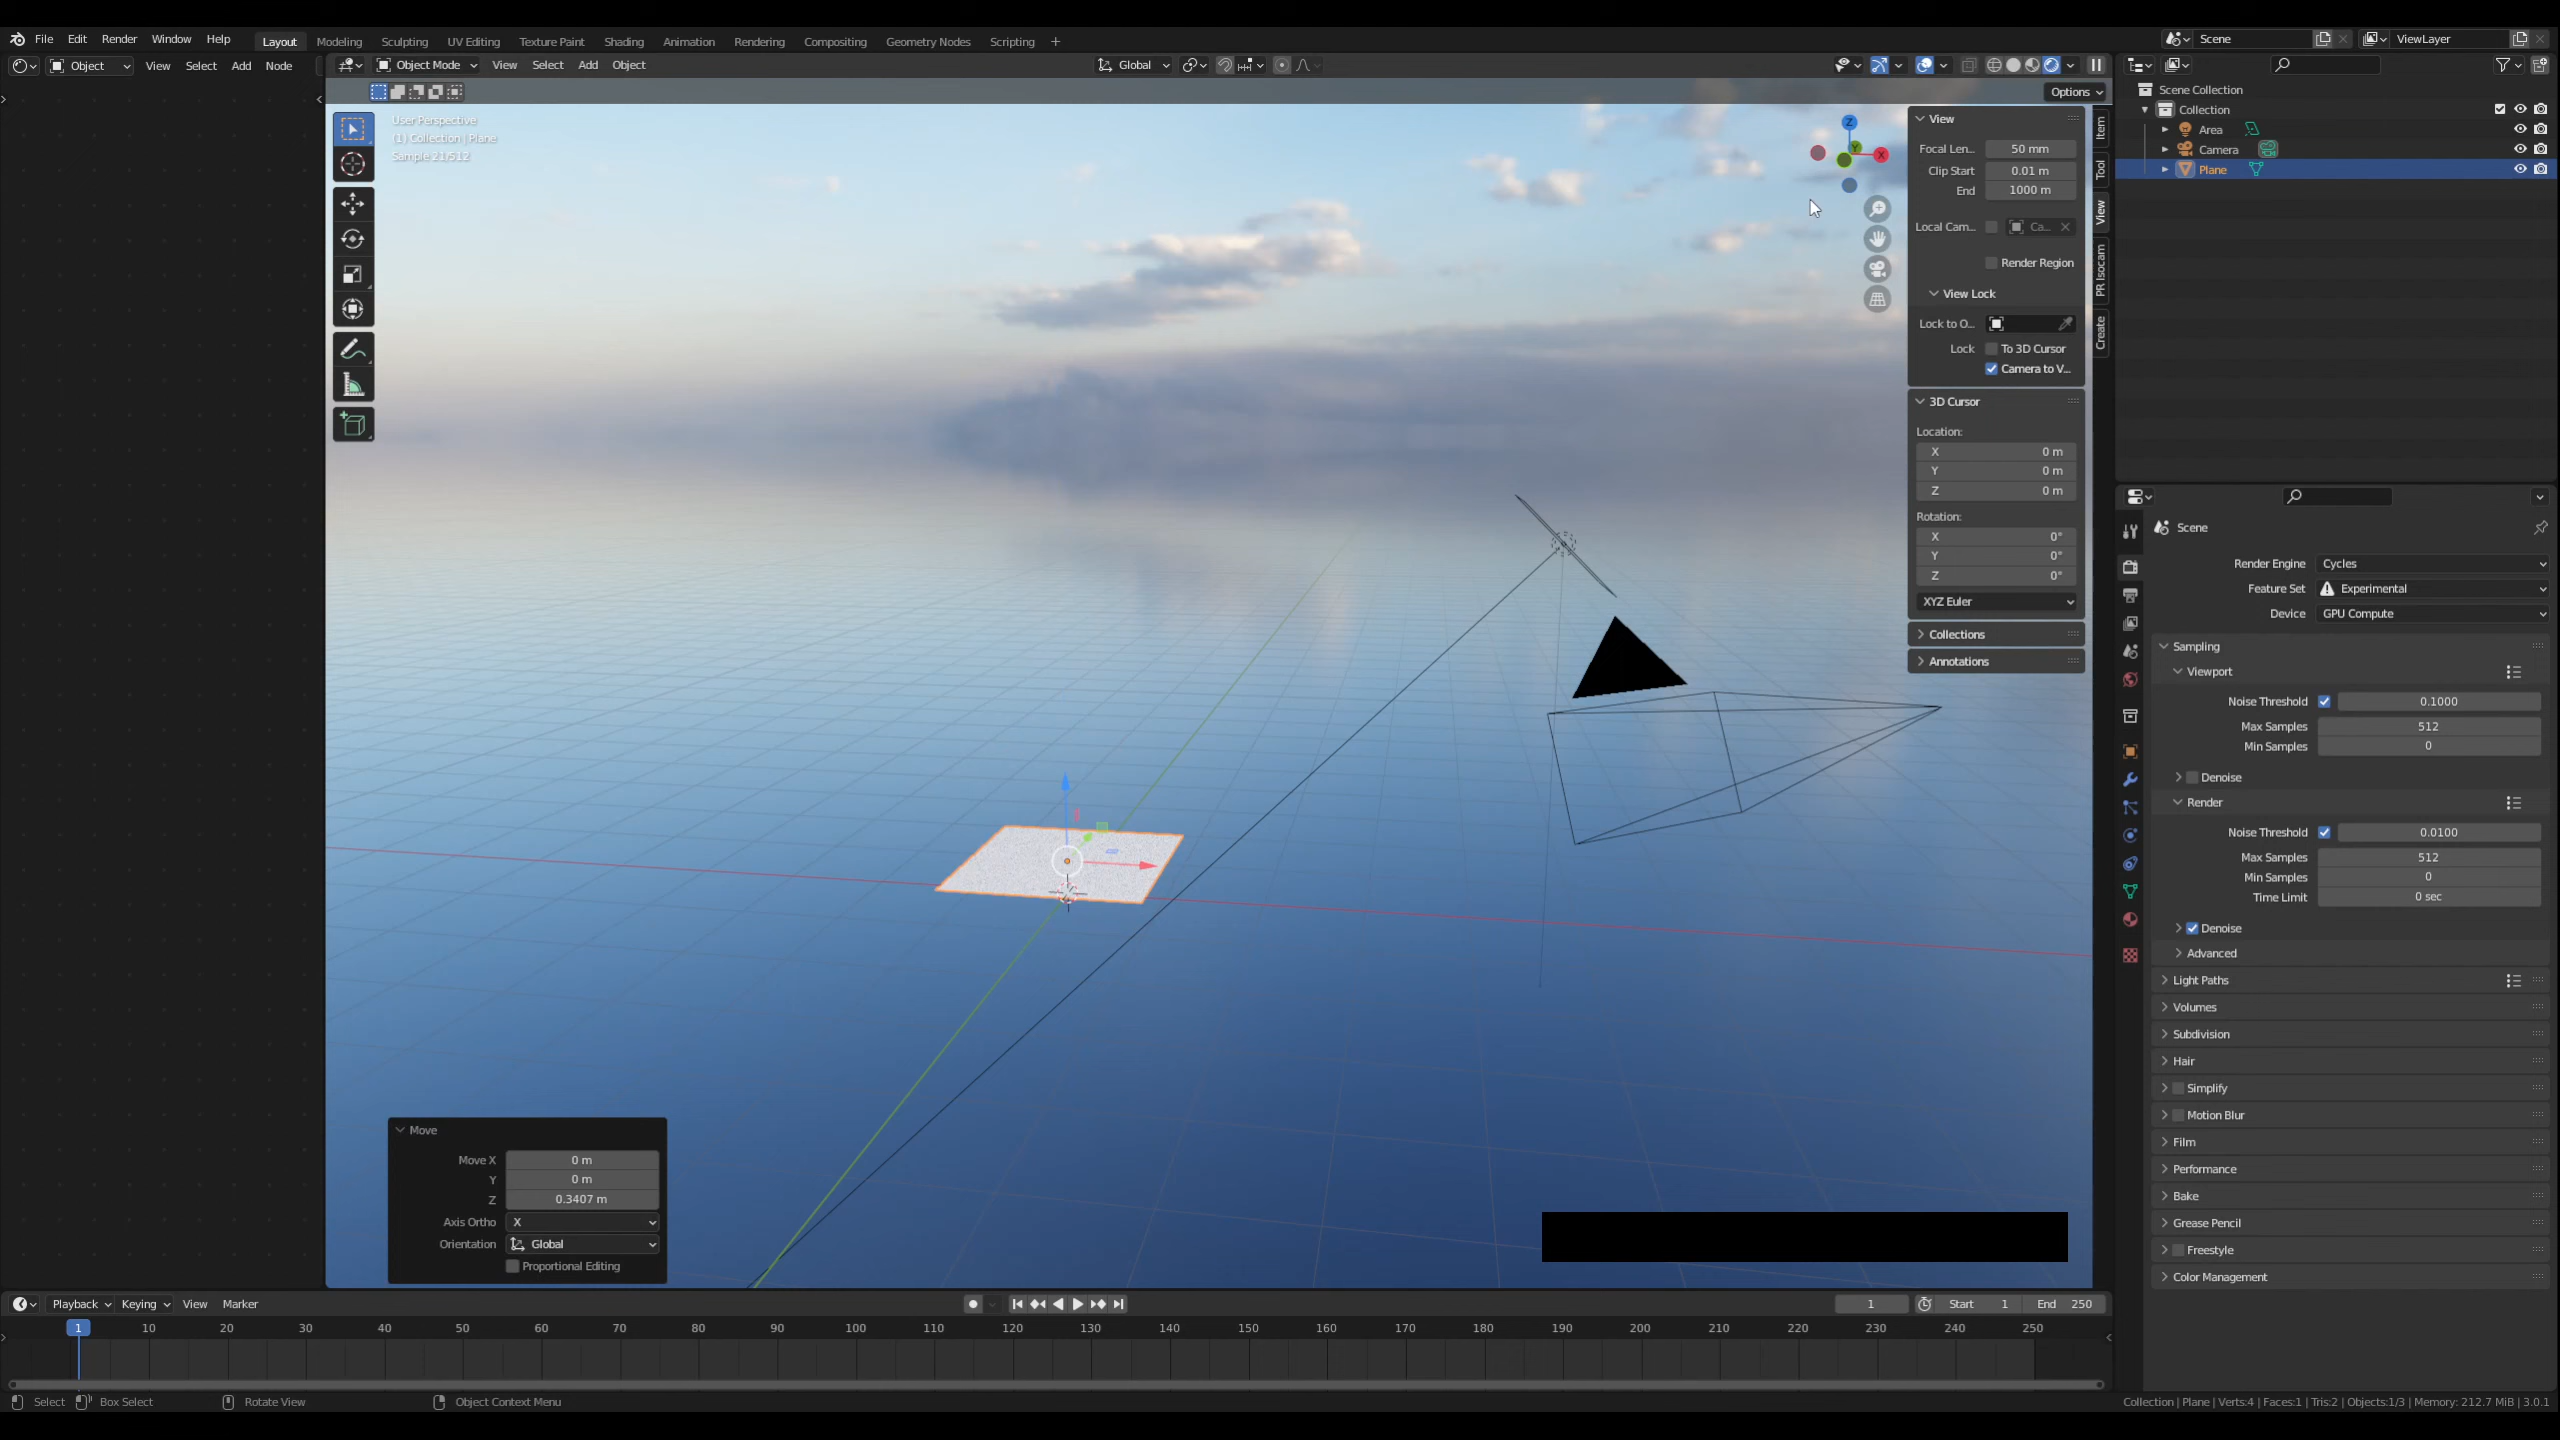 File Edit Render Window Help Layout Modeling Sculpting UV Editing Texture Paint Shading Animation Rendering Compositing Geometry Nodes Scripting + Scene ViewLayer
Object View Select Add Node Object Mode View Select Add Object Global
Options
User Perspective
(1) Collection | Plane
Sample 21/512
Z
Y
X
View
Focal Len... 50 mm
Clip Start 0.01 m
End 1000 m
Local Cam... Ca...
Render Region
View Lock
Lock to O...
Lock To 3D Cursor
Camera to V...
3D Cursor
Location:
X 0 m
Y 0 m
Z 0 m
Rotation:
X 0°
Y 0°
Z 0°
XYZ Euler
Collections
Annotations
Item
Tool
View
PR Isocam
Create
Scene Collection
Collection
Area
Camera
Plane
Scene
Render Engine Cycles
Feature Set Experimental
Device GPU Compute
Sampling
Viewport
Noise Threshold 0.1000
Max Samples 512
Min Samples 0
Denoise
Render
Noise Threshold 0.0100
Max Samples 512
Min Samples 0
Time Limit 0 sec
Denoise
Advanced
Light Paths
Volumes
Subdivision
Hair
Simplify
Motion Blur
Film
Performance
Bake
Grease Pencil
Freestyle
Color Management
Move
Move X 0 m
Y 0 m
Z 0.3407 m
Axis Ortho X
Orientation Global
Proportional Editing
Playback Keying View Marker 1 Start 1 End 250
1 10 20 30 40 50 60 70 80 90 100 110 120 130 140 150 160 170 180 190 200 210 220 230 240 250
Select Box Select Rotate View Object Context Menu Collection | Plane | Verts:4 | Faces:1 | Tris:2 | Objects:1/3 | Memory: 212.7 MiB | 3.0.1